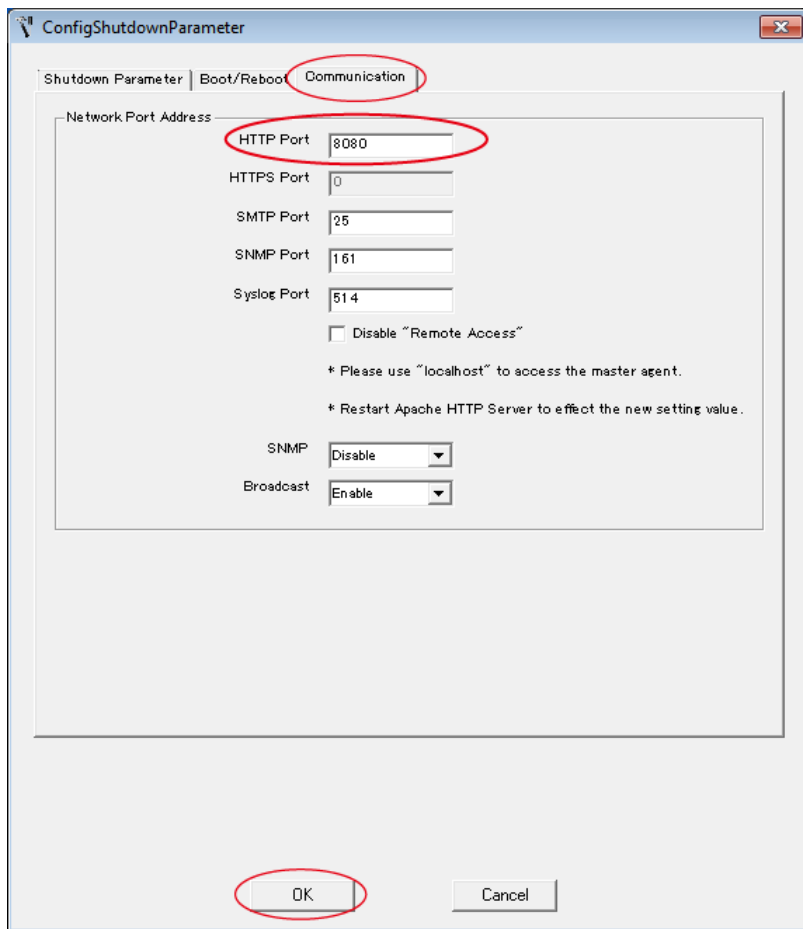 ConfigShutdownParameter
Shutdown Parameter Boot/Reboot Communication
Network Port Address
HTTP Port 8080
HTTPS Port 0
SMTP Port 25
SNMP Port 161
Syslog Port 514
Disable "Remote Access"
* Please use "localhost" to access the master agent.
* Restart Apache HTTP Server to effect the new setting value.
SNMP Disable
Broadcast Enable
OK Cancel